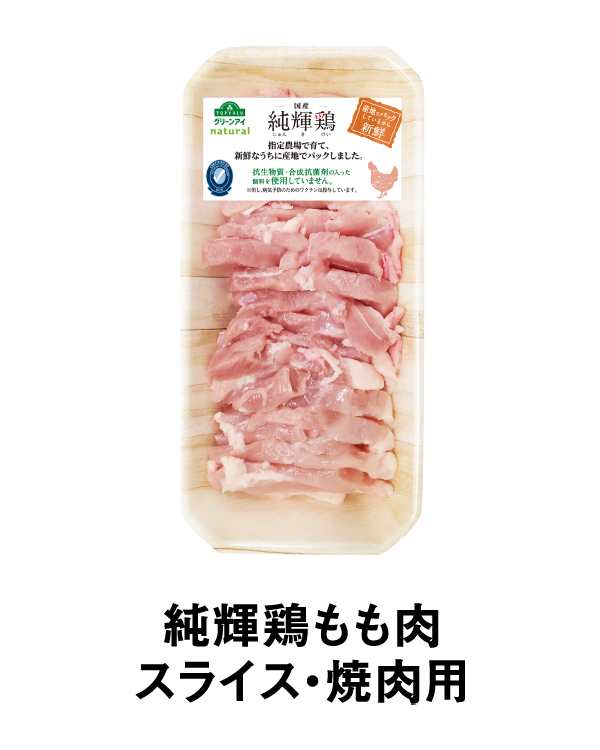 TOPVALU
グリーンアイ
natural
国産
純輝鶏
じゅん き けい
産地でパック
しているから
新鮮
指定農場で育て、
新鮮なうちに産地でパックしました。
抗生物質・合成抗菌剤の入った
飼料を使用していません。
※但し、病気予防のためのワクチンは投与しています。
純輝鶏もも肉
スライス・焼肉用